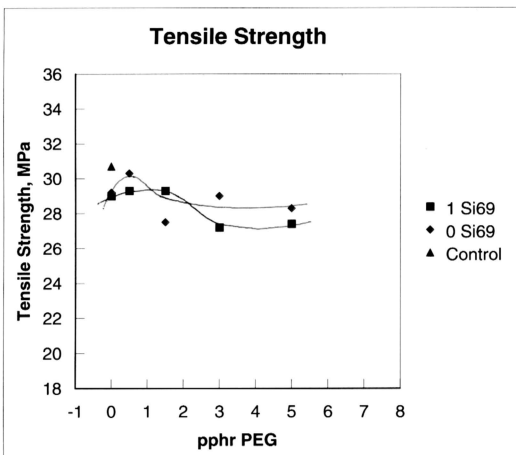 Tensile Strength
36
34
32
30
28
26
24
22
20
18
Tensile Strength, MPa
-1 0 1 2 3 4 5 6 7 8
pphr PEG
1 Si69
0 Si69
Control